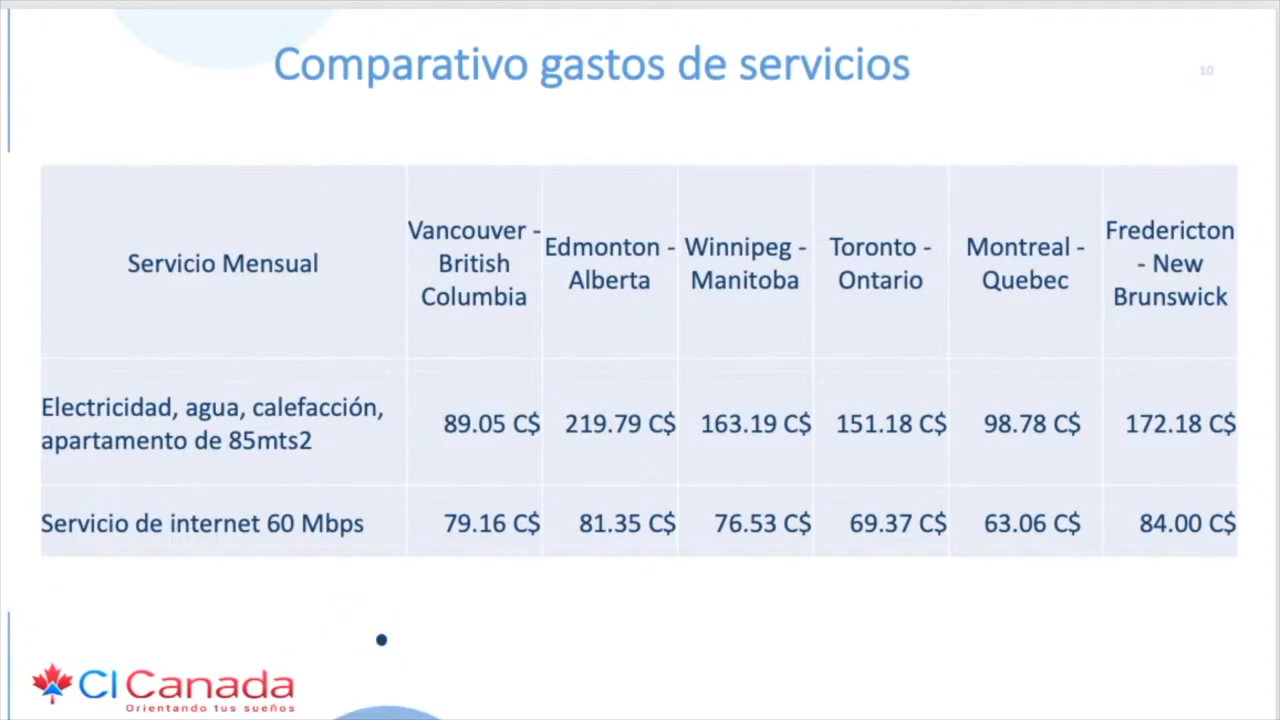 Comparativo gastos de servicios
10
Servicio Mensual
Vancouver -
British
Columbia
Edmonton -
Alberta
Winnipeg -
Manitoba
Toronto -
Ontario
Montreal -
Quebec
Fredericton
- New
Brunswick
Electricidad, agua, calefacción,
apartamento de 85mts2
89.05 C$
219.79 C$
163.19 C$
151.18 C$
98.78 C$
172.18 C$
Servicio de internet 60 Mbps
79.16 C$
81.35 C$
76.53 C$
69.37 C$
63.06 C$
84.00 C$
CI Canada
Orientando tus sueños